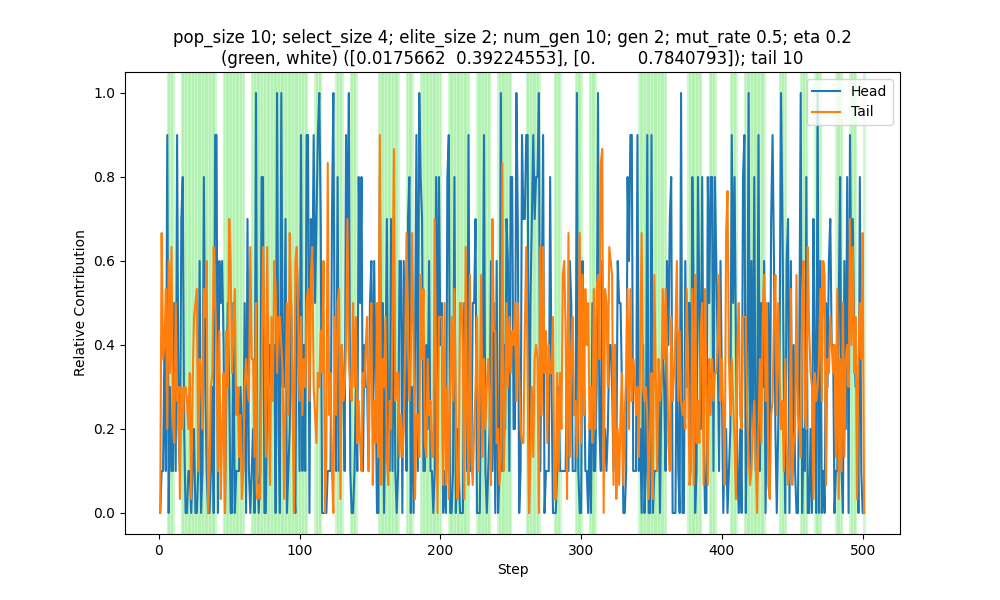 pop_size 10; select_size 4; elite_size 2; num_gen 10; gen 2; mut_rate 0.5; eta 0.2
(green, white) ([0.0175662 0.39224553], [0. 0.7840793]); tail 10
Head
Tail
Relative Contribution
1.0
0.8
0.6
0.4
0.2
0.0
0 100 200 300 400 500
Step